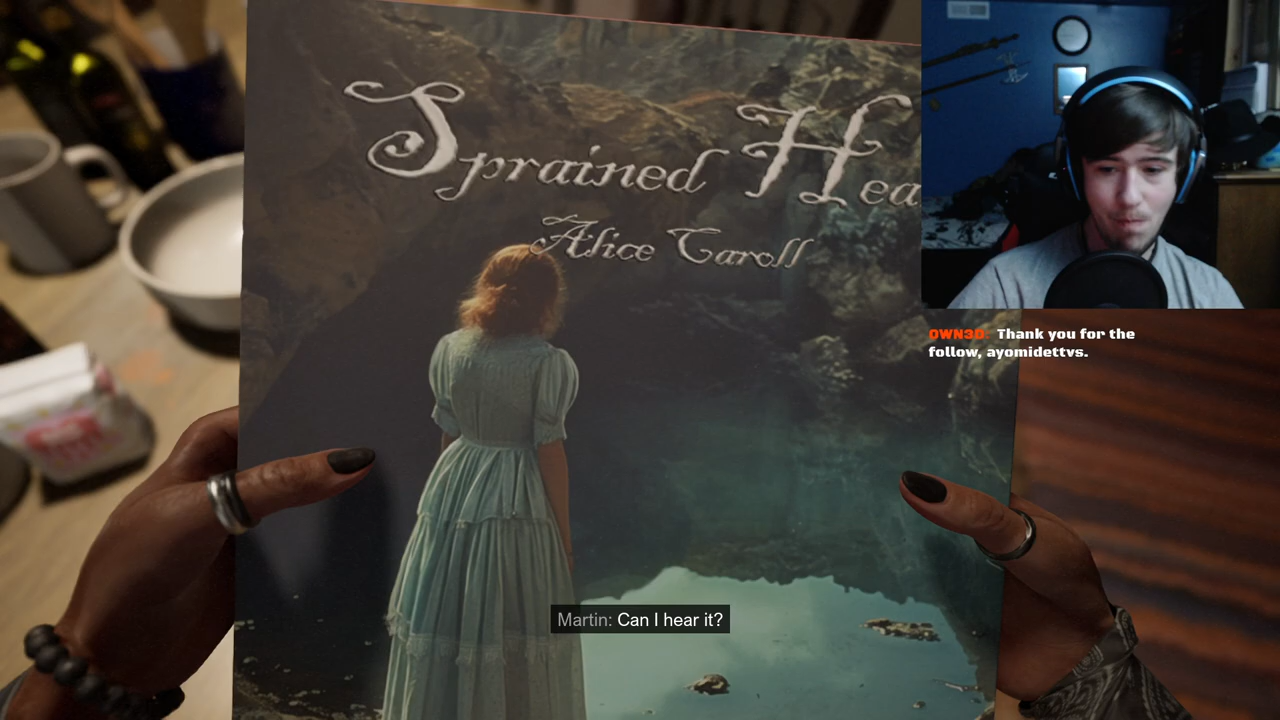 Sprained Hea
Alice Caroll
OWN3D: Thank you for the
follow, ayomidettvs.
Martin: Can I hear it?